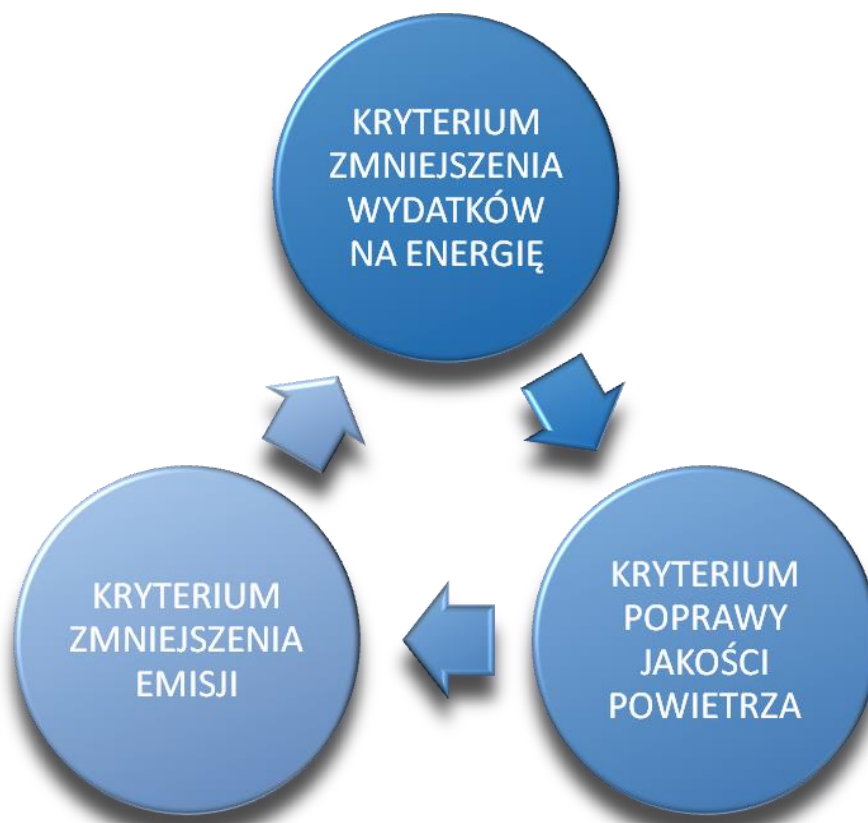 KRYTERIUM
ZMNIEJSZENIA
WYDATKÓW
NA ENERGIĘ
KRYTERIUM
POPRAWY
JAKOŚCI
POWIETRZA
KRYTERIUM
ZMNIEJSZENIA
EMISJI